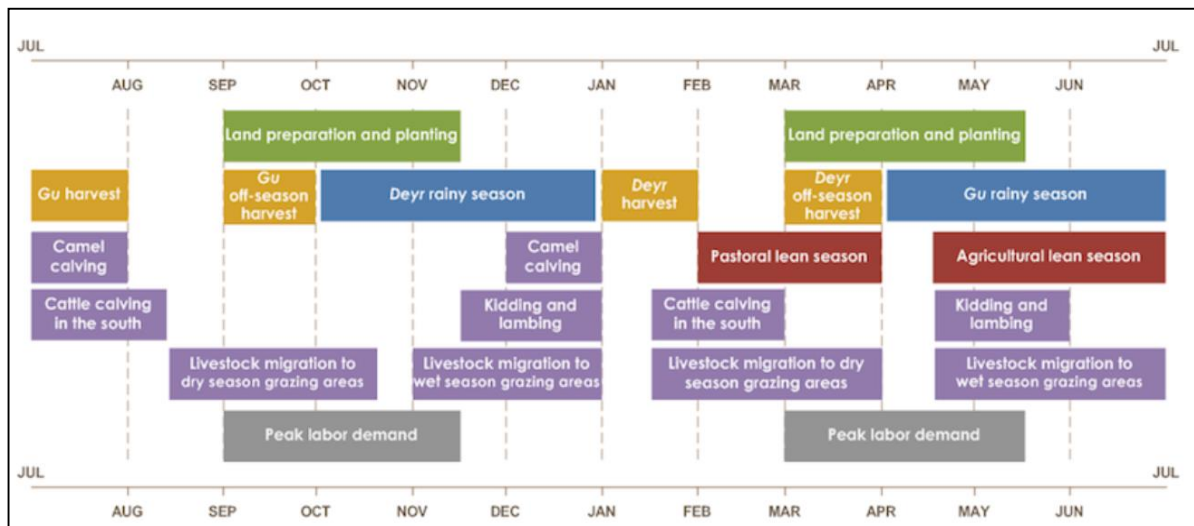 JUL JUL
AUG SEP OCT NOV DEC JAN FEB MAR APR MAY JUN
Land preparation and planting
Land preparation and planting
Gu harvest
Gu
off-season
harvest
Deyr rainy season
Deyr
harvest
Deyr
off-season
harvest
Gu rainy season
Camel
calving
Camel
calving
Pastoral lean season
Agricultural lean season
Cattle calving
in the south
Kidding and
lambing
Cattle calving
in the south
Kidding and
lambing
Livestock migration to
dry season grazing areas
Livestock migration to
wet season grazing areas
Livestock migration to dry
season grazing areas
Livestock migration to
wet season grazing areas
Peak labor demand
Peak labor demand
JUL JUL
AUG SEP OCT NOV DEC JAN FEB MAR APR MAY JUN